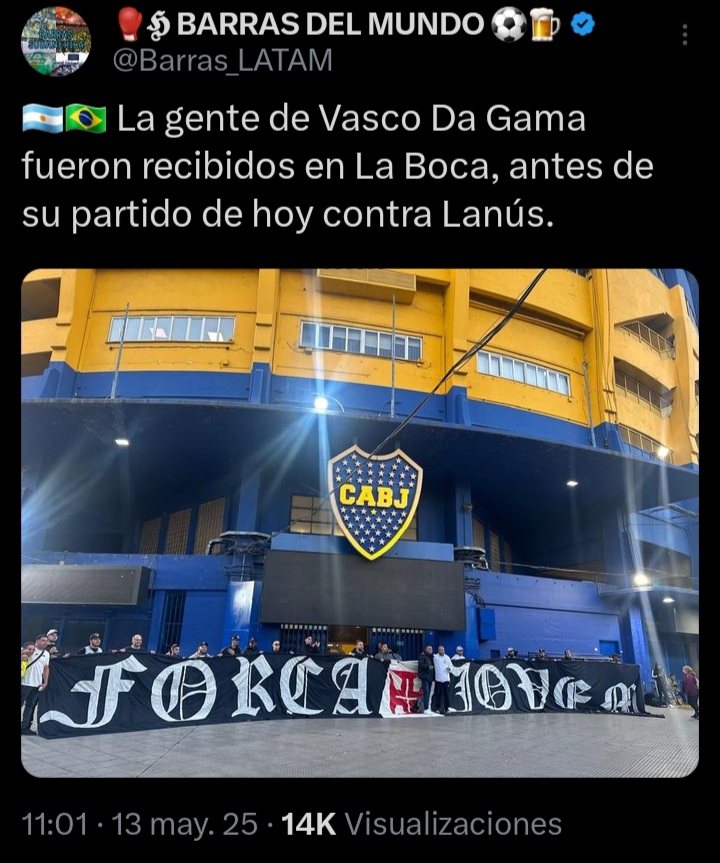 🥊🕉 BARRAS DEL MUNDO ⚽🍺
@Barras_LATAM
🇦🇷🇧🇷 La gente de Vasco Da Gama
fueron recibidos en La Boca, antes de
su partido de hoy contra Lanús.
CABJ
FORÇA JOVEM
11:01 · 13 may. 25 · 14K Visualizaciones